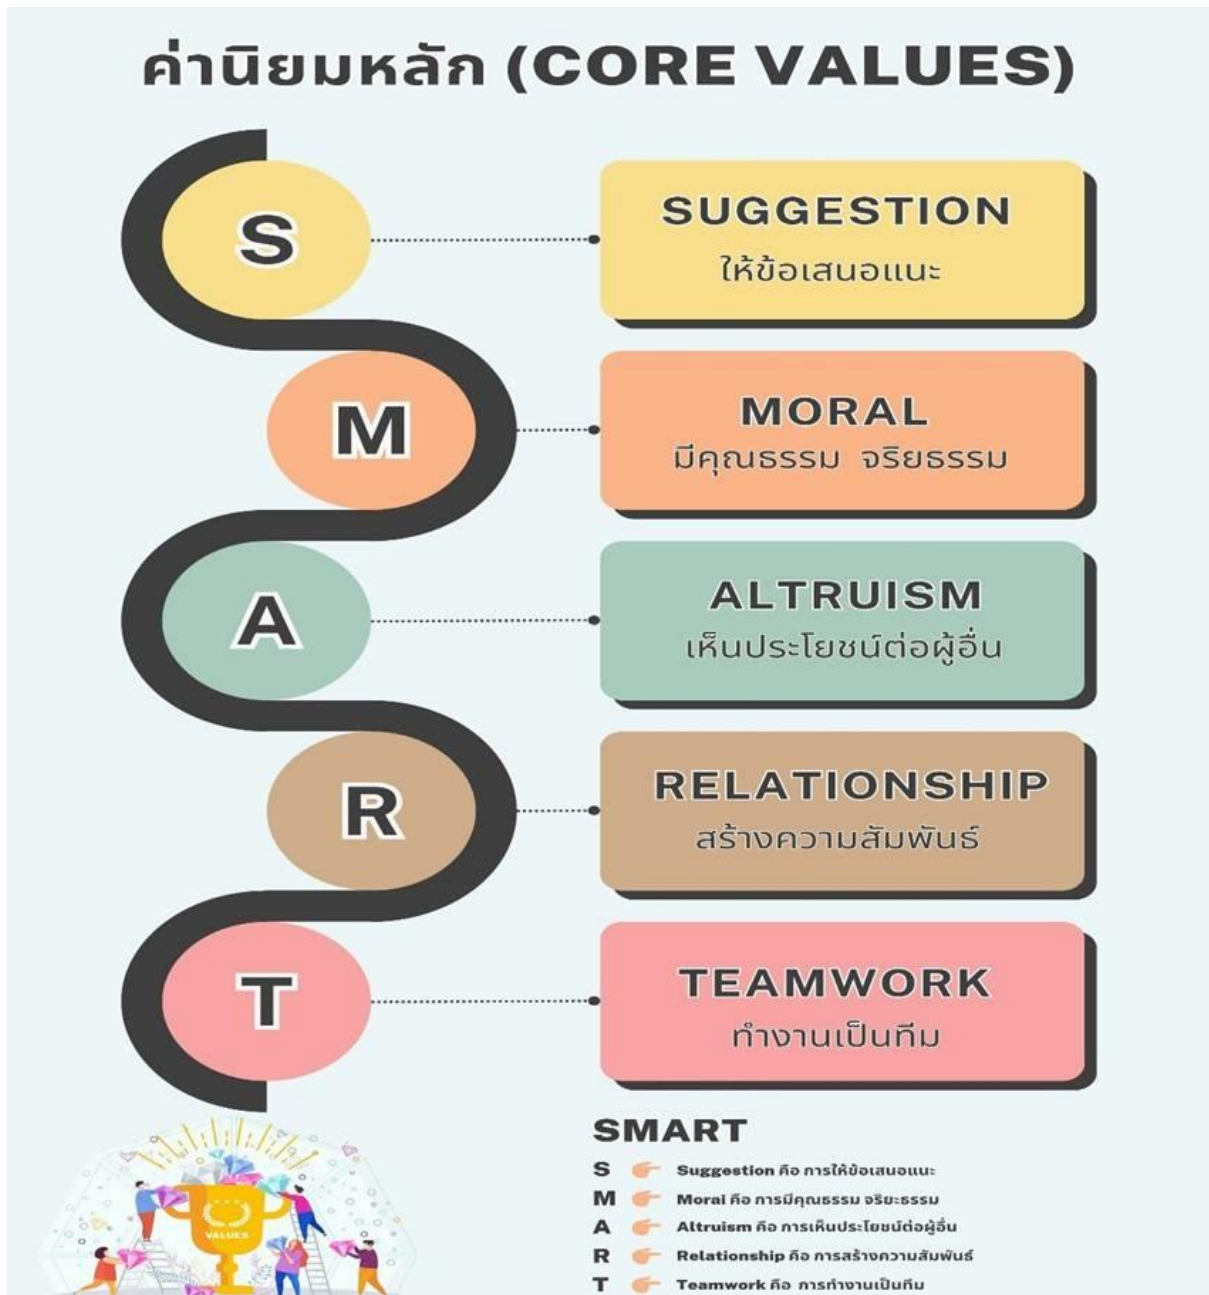 ค่านิยมหลัก (CORE VALUES)
S
SUGGESTION
ให้ข้อเสนอแนะ
M
MORAL
มีคุณธรรม จริยธรรม
A
ALTRUISM
เห็นประโยชน์ต่อผู้อื่น
R
RELATIONSHIP
สร้างความสัมพันธ์
T
TEAMWORK
ทำงานเป็นทีม
VALUES
SMART
S Suggestion คือ การให้ข้อเสนอแนะ
M Moral คือ การมีคุณธรรม จริยะธรรม
A Altruism คือ การเห็นประโยชน์ต่อผู้อื่น
R Relationship คือ การสร้างความสัมพันธ์
T Teamwork คือ การทำงานเป็นทีม